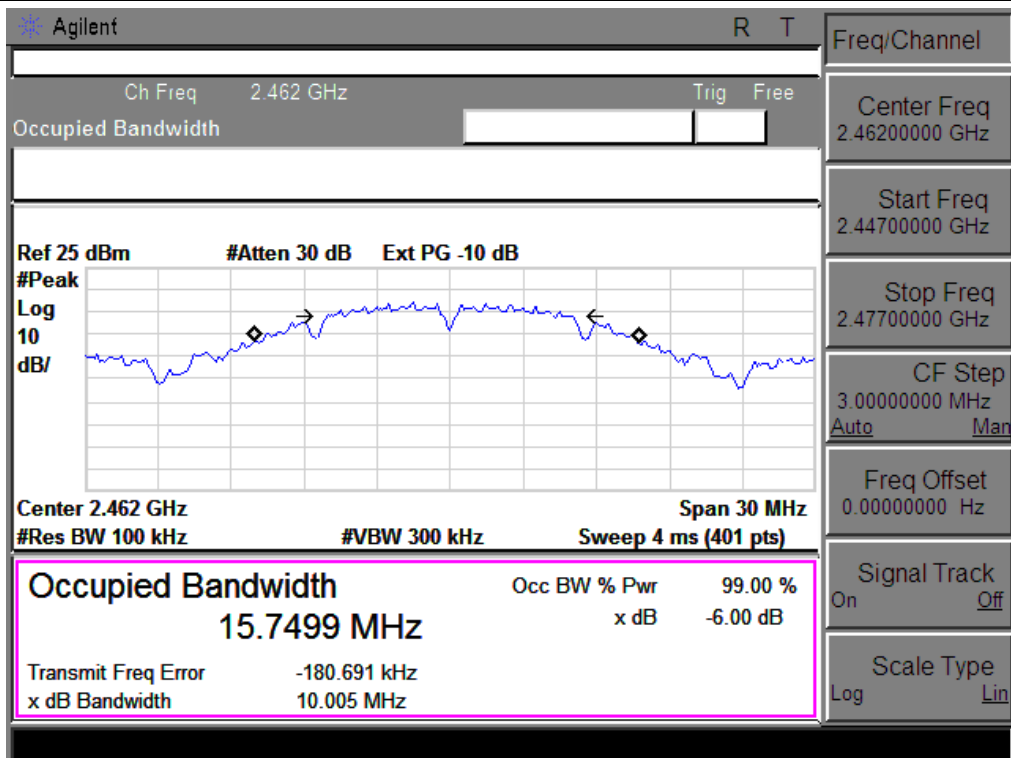 Agilent R T
Freq/Channel
Ch Freq 2.462 GHz Trig Free
Occupied Bandwidth
Center Freq
2.46200000 GHz
Start Freq
2.44700000 GHz
Ref 25 dBm #Atten 30 dB Ext PG -10 dB
#Peak
Log
10
dB/
Stop Freq
2.47700000 GHz
CF Step
3.00000000 MHz
Auto Man
Freq Offset
0.00000000 Hz
Center 2.462 GHz Span 30 MHz
#Res BW 100 kHz #VBW 300 kHz Sweep 4 ms (401 pts)
Occupied Bandwidth Occ BW % Pwr 99.00 %
15.7499 MHz x dB -6.00 dB
Transmit Freq Error -180.691 kHz
x dB Bandwidth 10.005 MHz
Signal Track
On Off
Scale Type
Log Lin